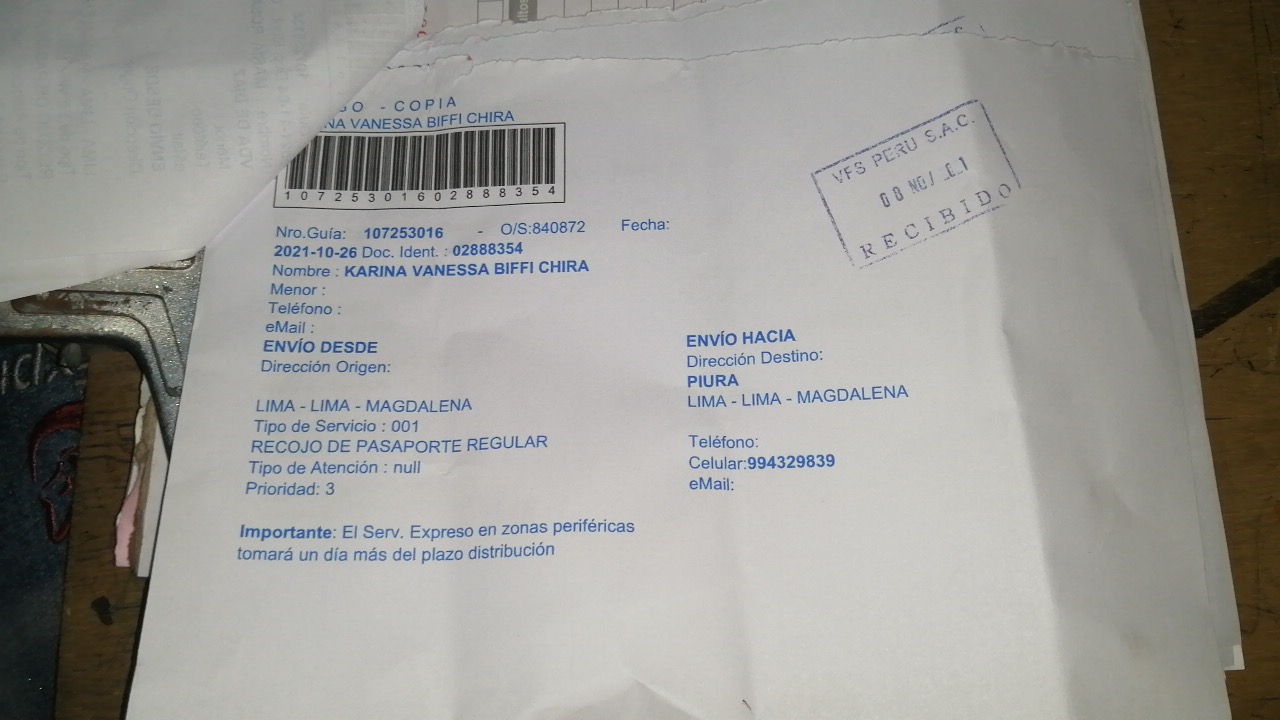 - COPIA
VANESSA BIFFI CHIRA
10725301602888354
Nro.Guía: 107253016 - O/S:840872 Fecha:
2021-10-26 Doc. Ident. : 02888354
Nombre : KARINA VANESSA BIFFI CHIRA
Menor :
Teléfono :
eMail :
ENVÍO DESDE
Dirección Origen:
LIMA - LIMA - MAGDALENA
Tipo de Servicio : 001
RECOJO DE PASAPORTE REGULAR
Tipo de Atención : null
Prioridad: 3
Importante: El Serv. Expreso en zonas periféricas
tomará un día más del plazo distribución
ENVÍO HACIA
Dirección Destino:
PIURA
LIMA - LIMA - MAGDALENA
Teléfono:
Celular:994329839
eMail:
VFS PERU S.A.C.
RECIBIDO